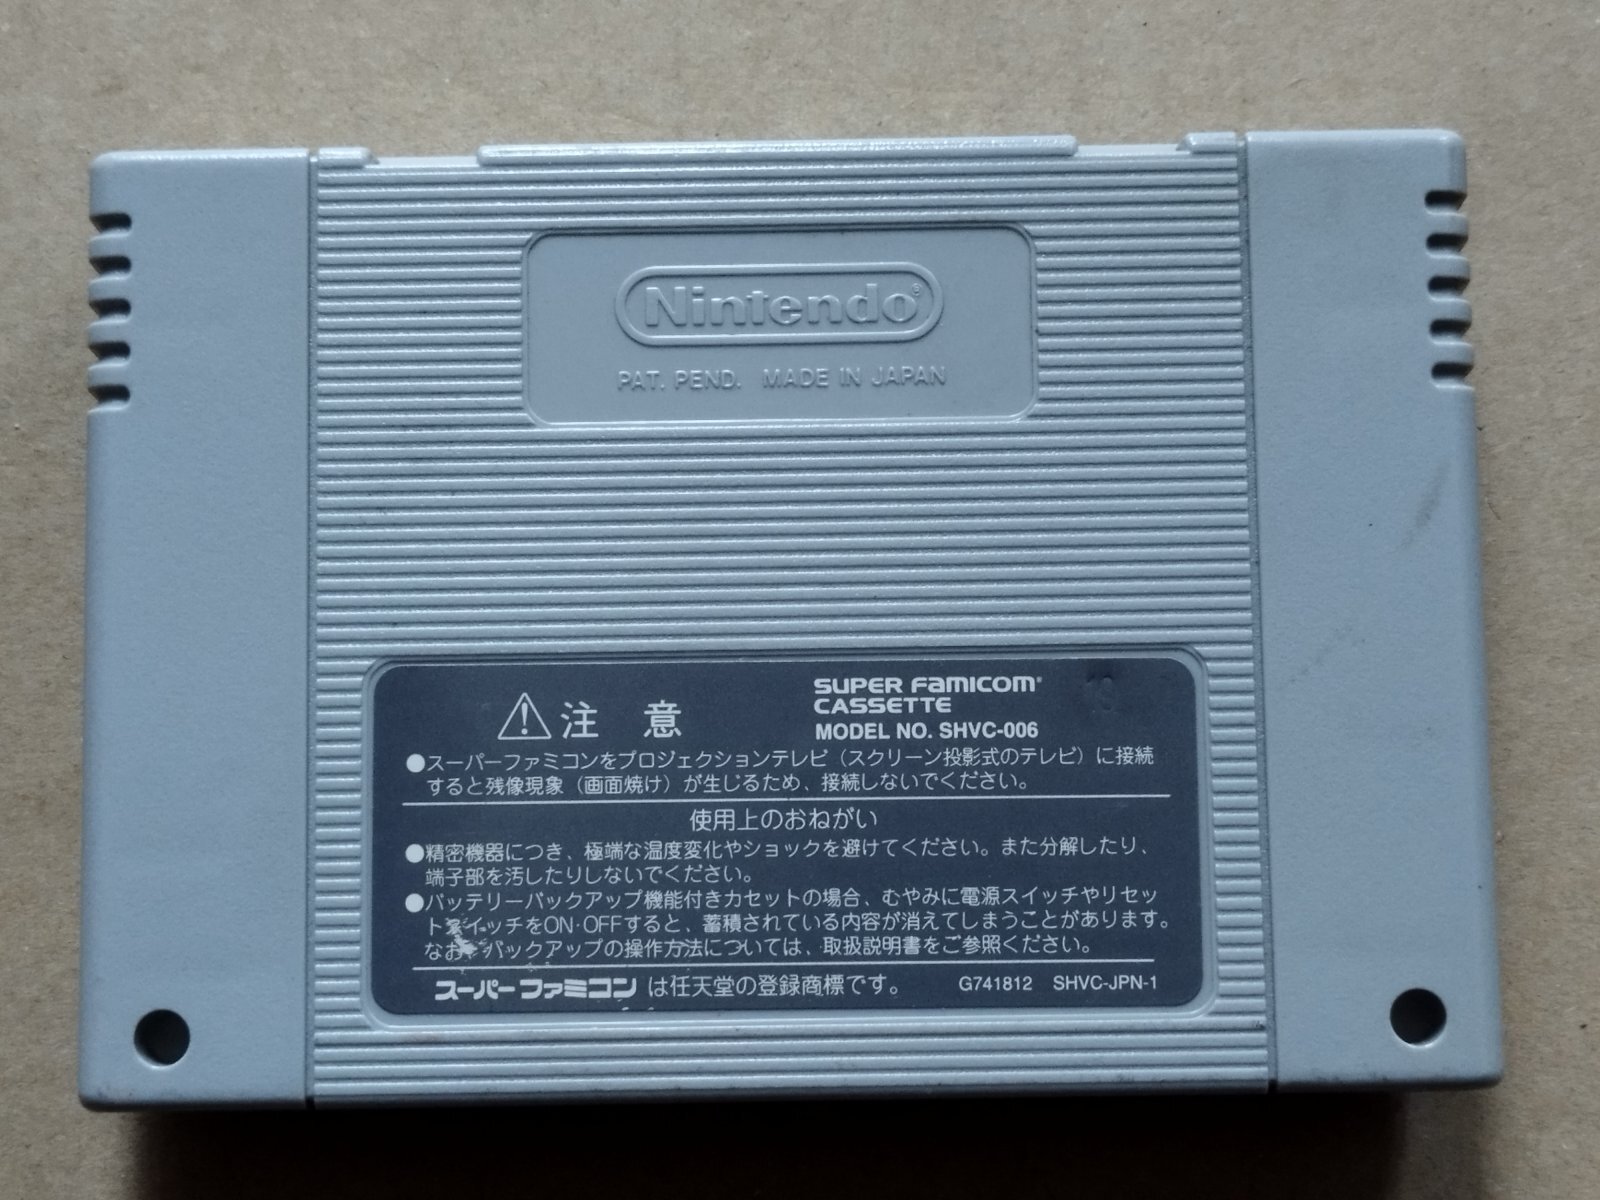 Nintendo®
PAT. PEND. MADE IN JAPAN
注意
SUPER FAMICOM®
CASSETTE
MODEL NO. SHVC-006
●スーパーファミコンをプロジェクションテレビ（スクリーン投影式のテレビ）に接続
すると残像現象（画面焼け）が生じるため、接続しないでください。
使用上のおねがい
●精密機器につき、極端な温度変化やショックを避けてください。また分解したり、
端子部を汚したりしないでください。
●バッテリーバックアップ機能付きカセットの場合、むやみに電源スイッチやリセッ
トスイッチをON·OFFすると、蓄積されている内容が消えてしまうことがあります。
なお、バックアップの操作方法については、取扱説明書をご参照ください。
スーパーファミコンは任天堂の登録商標です。 G741812 SHVC-JPN-1